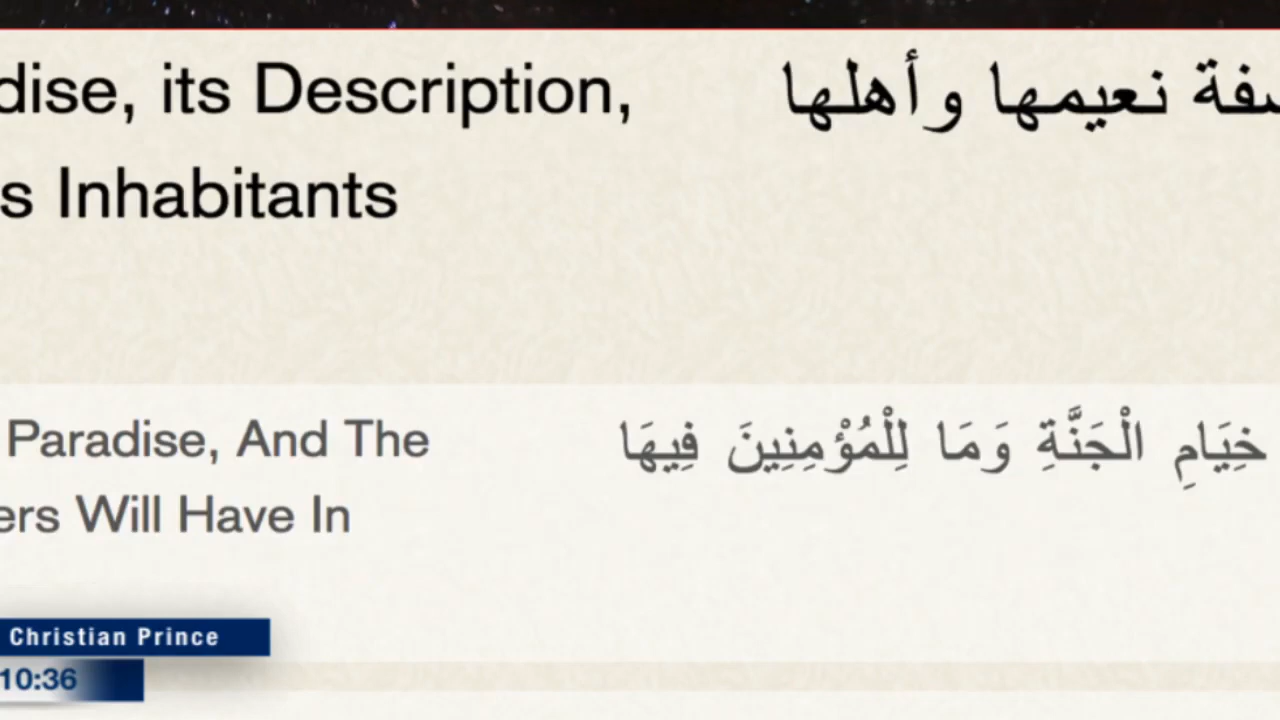 dise, its Description,
صفة نعيمها وأهلها
s Inhabitants
Paradise, And The
خِيَامِ الْجَنَّةِ وَمَا لِلْمُؤْمِنِينَ فِيهَا
ers Will Have In
Christian Prince
10:36